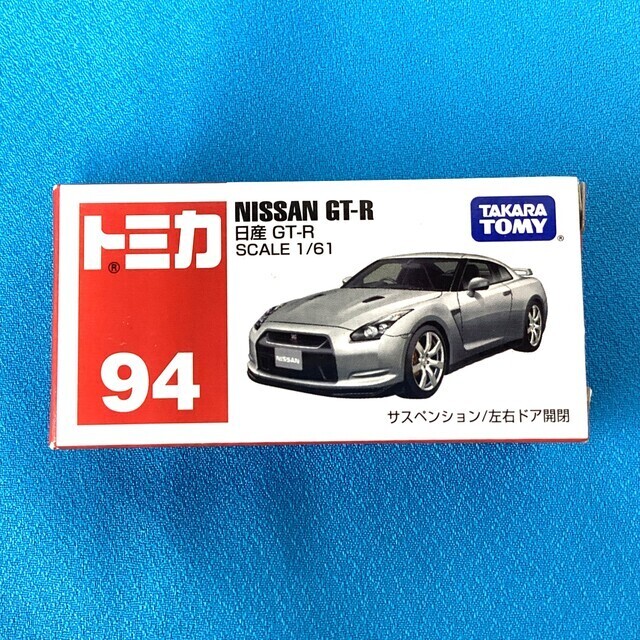 トミカ®
94
NISSAN GT-R
日産 GT-R
SCALE 1/61
TAKARA
TOMY®
NISSAN
サスペンション/左右ドア開閉